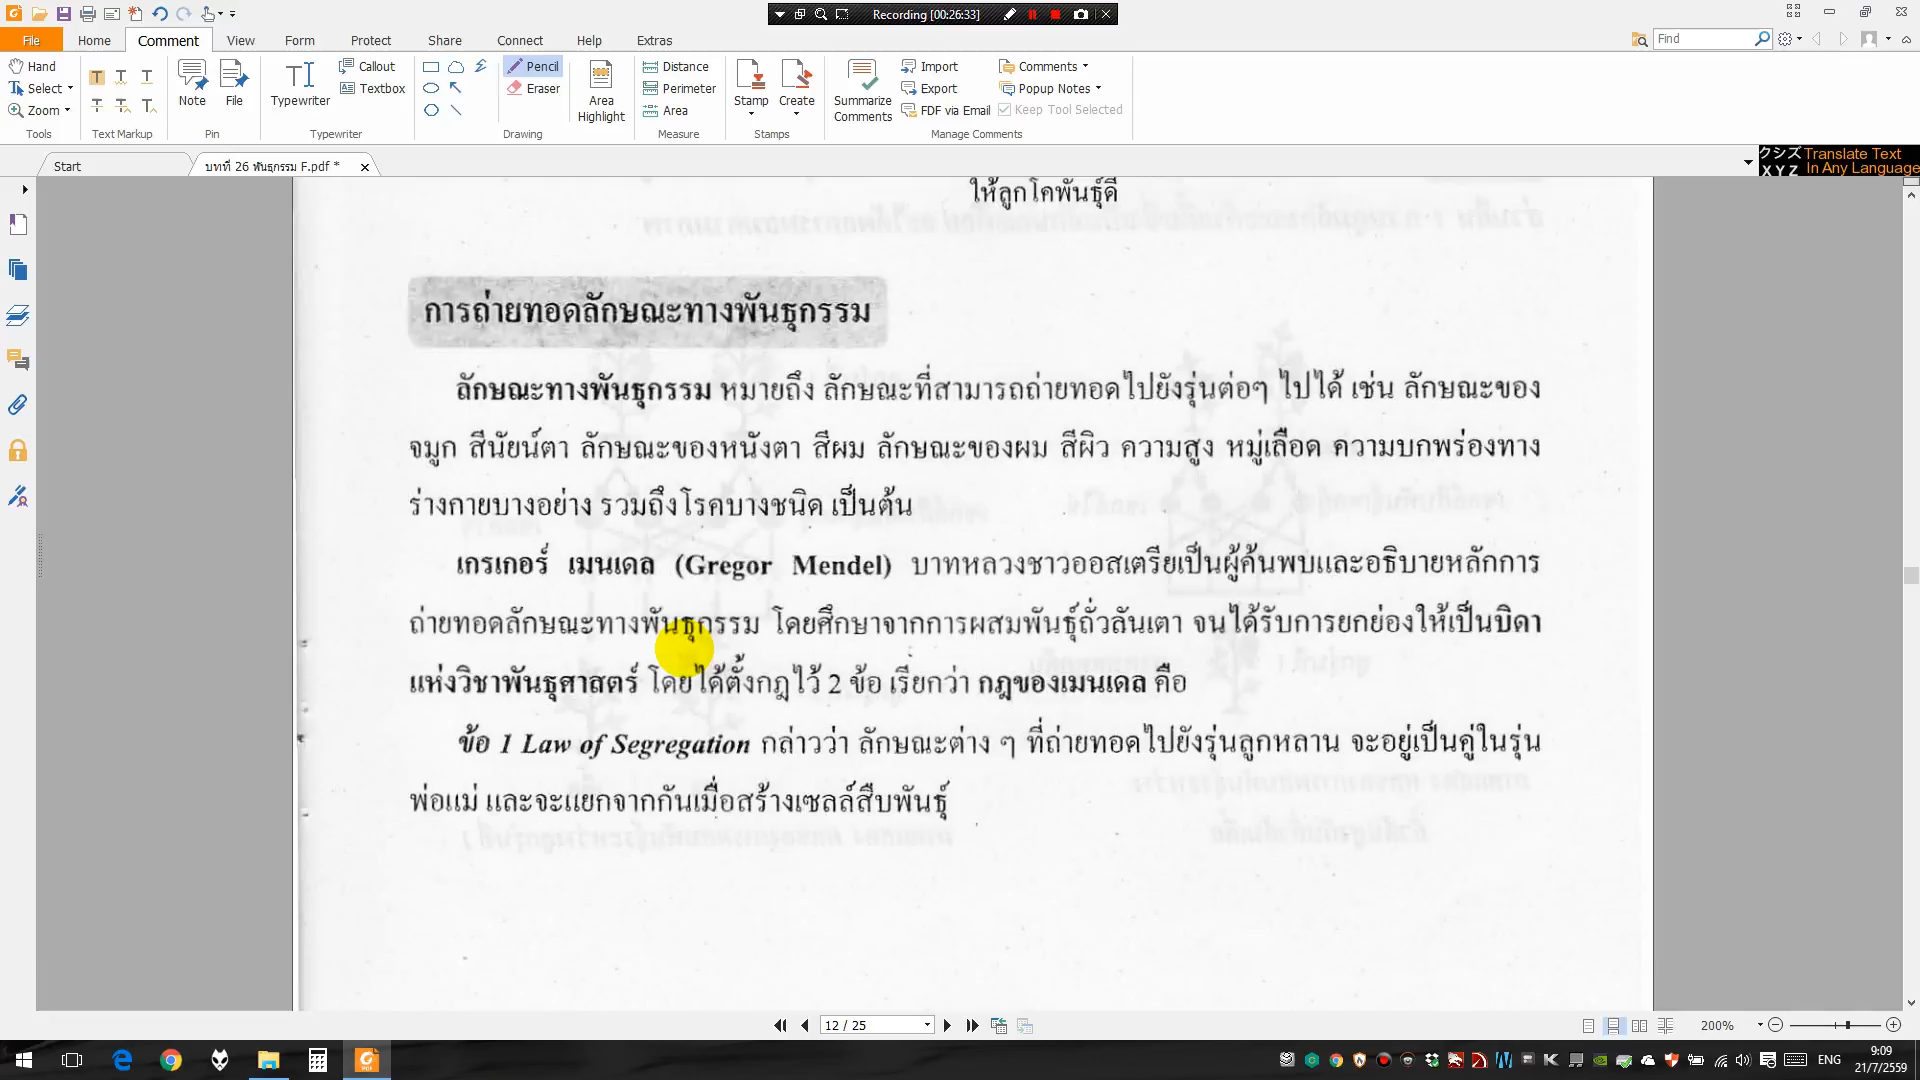 Recording [00:26:33]
File Home Comment View Form Protect Share Connect Help Extras
Find
Hand
Select
Zoom
Tools
Text Markup
Note
File
Pin
Typewriter
Callout
Textbox
Typewriter
Pencil
Eraser
Drawing
Area Highlight
Distance
Perimeter
Area
Measure
Stamp
Create
Stamps
Summarize Comments
Import
Export
FDF via Email
Comments
Popup Notes
Keep Tool Selected
Manage Comments
Start
บทที่ 26 พันธุกรรม F.pdf *
クシズ Translate Text
XYZ In Any Language
ให้ลูกโคพันธุ์ดี
การถ่ายทอดลักษณะทางพันธุกรรม
ลักษณะทางพันธุกรรม หมายถึง ลักษณะที่สามารถถ่ายทอดไปยังรุ่นต่อๆ ไปได้ เช่น ลักษณะของ
จมูก สีนัยน์ตา ลักษณะของหนังตา สีผม ลักษณะของผม สีผิว ความสูง หมู่เลือด ความบกพร่องทาง
ร่างกายบางอย่าง รวมถึงโรคบางชนิด เป็นต้น
เกรเกอร์ เมนเดล (Gregor Mendel) บาทหลวงชาวออสเตรียเป็นผู้ค้นพบและอธิบายหลักการ
ถ่ายทอดลักษณะทางพันธุกรรม โดยศึกษาจากการผสมพันธุ์ถั่วลันเตา จนได้รับการยกย่องให้เป็นบิดา
แห่งวิชาพันธุศาสตร์ โดยได้ตั้งกฎไว้ 2 ข้อ เรียกว่า กฎของเมนเดล คือ
ข้อ 1 Law of Segregation กล่าวว่า ลักษณะต่าง ๆ ที่ถ่ายทอดไปยังรุ่นลูกหลาน จะอยู่เป็นคู่ในรุ่น
พ่อแม่ และจะแยกจากกันเมื่อสร้างเซลล์สืบพันธุ์
12 / 25
200%
ENG
9:09
21/7/2559